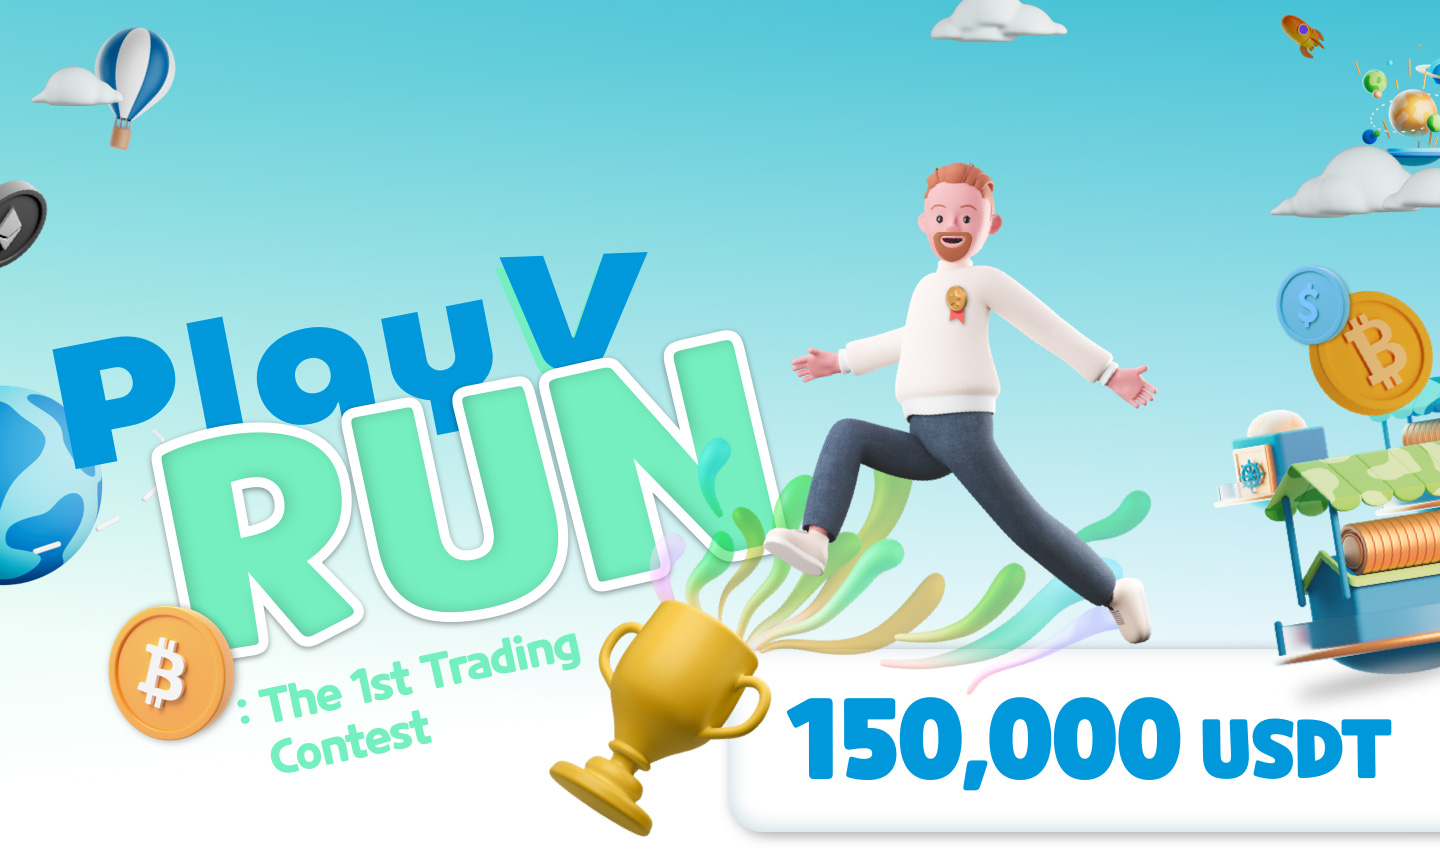 PlayV
RUN
: The 1st Trading
Contest
150,000 USDT